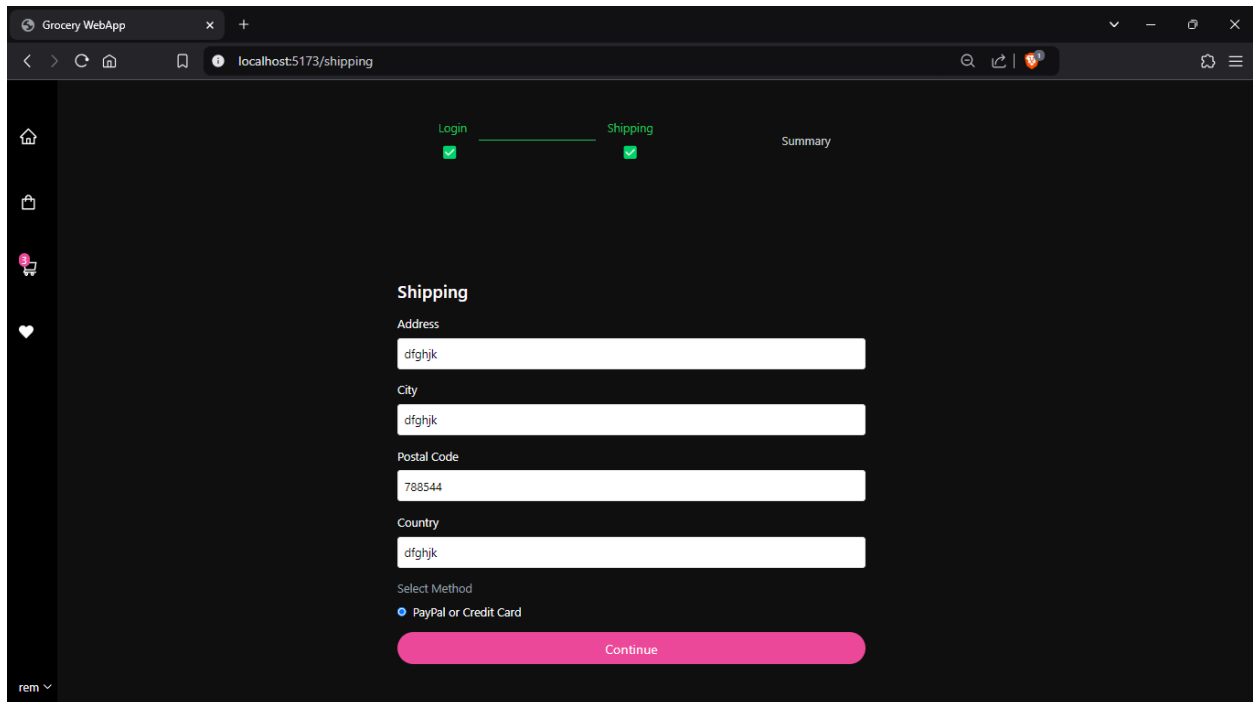 Grocery WebApp
localhost:5173/shipping
1
Login
Shipping
Summary
3
Shipping
Address
dfghjk
City
dfghjk
Postal Code
788544
Country
dfghjk
Select Method
PayPal or Credit Card
Continue
rem